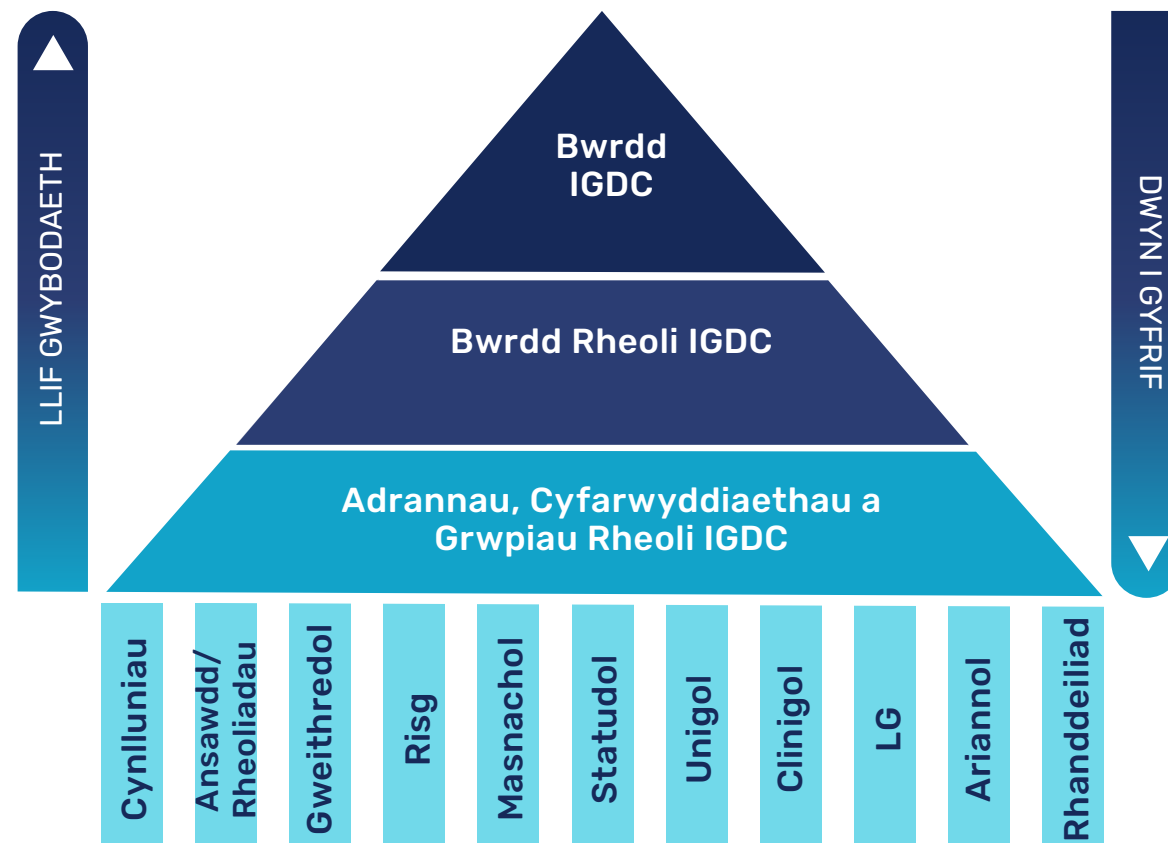 LLIF GWYBODAETH
DWYN I GYFRIF
Bwrdd
IGDC
Bwrdd Rheoli IGDC
Adrannau, Cyfarwyddiaethau a
Grwpiau Rheoli IGDC
Cynlluniau
Ansawdd/
Rheoliadau
Gweithredol
Risg
Masnachol
Statudol
Unigol
Clinigol
LG
Ariannol
Rhanddeiliad